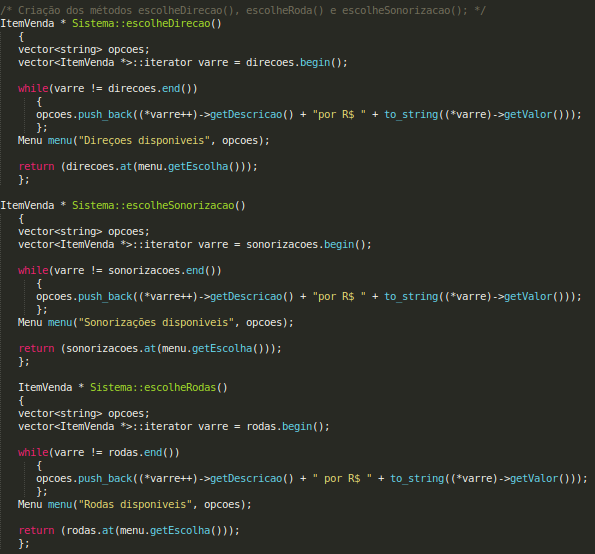 /* Criação dos métodos escolheDirecao(), escolheRoda() e escolheSonorizacao(); */
ItemVenda * Sistema::escolheDirecao()
{
vector<string> opcoes;
vector<ItemVenda *>::iterator varre = direcoes.begin();
while(varre != direcoes.end())
{
opcoes.push_back((*varre++)->getDescricao() + "por R$ " + to_string((*varre)->getValor()));
};
Menu menu("Direçoes disponiveis", opcoes);
return (direcoes.at(menu.getEscolha()));
};
ItemVenda * Sistema::escolheSonorizacao()
{
vector<string> opcoes;
vector<ItemVenda *>::iterator varre = sonorizacoes.begin();
while(varre != sonorizacoes.end())
{
opcoes.push_back((*varre++)->getDescricao() + "por R$ " + to_string((*varre)->getValor()));
};
Menu menu("Sonorizações disponiveis", opcoes);
return (sonorizacoes.at(menu.getEscolha()));
};
ItemVenda * Sistema::escolheRodas()
{
vector<string> opcoes;
vector<ItemVenda *>::iterator varre = rodas.begin();
while(varre != rodas.end())
{
opcoes.push_back((*varre++)->getDescricao() + " por R$ " + to_string((*varre)->getValor()));
};
Menu menu("Rodas disponiveis", opcoes);
return (rodas.at(menu.getEscolha()));
};